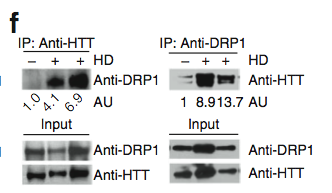 f
IP: Anti-HTT
– + + HD
Anti-DRP1
1.0 4.1 6.9 AU
Input
Anti-DRP1
Anti-HTT
IP: Anti-DRP1
– + + HD
Anti-HTT
1 8.9 13.7 AU
Input
Anti-DRP1
Anti-HTT